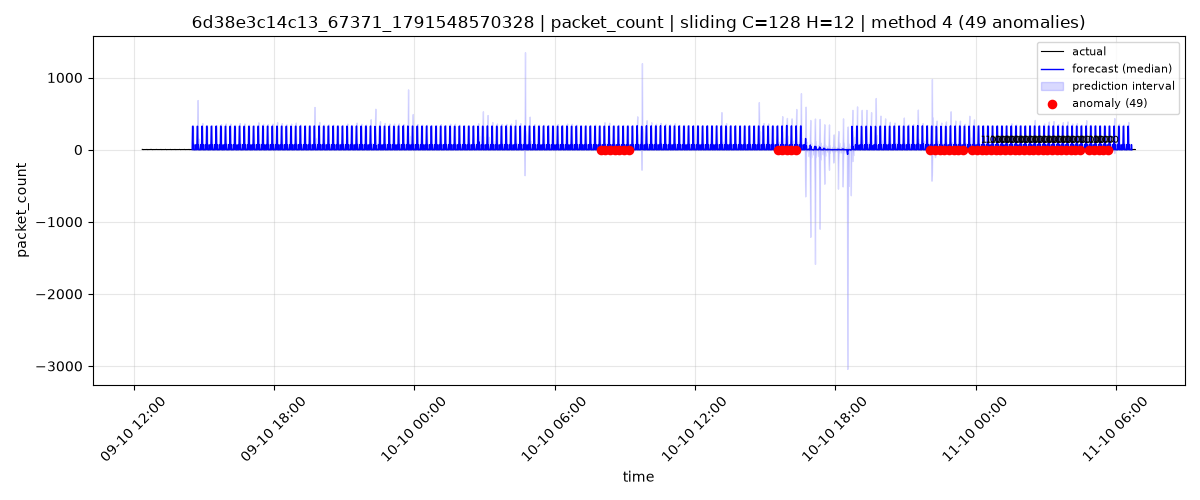 6d38e3c14c13_67371_1791548570328 | packet_count | sliding C=128 H=12 | method 4 (49 anomalies)
actual
forecast (median)
prediction interval
anomaly (49)
1000
0
−1000
−2000
−3000
packet_count
09-10 12:00
09-10 18:00
10-10 00:00
10-10 06:00
10-10 12:00
10-10 18:00
11-10 00:00
11-10 06:00
time